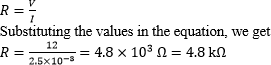 R = V/I
Substituting the values in the equation, we get
R = 12/(2.5×10⁻³) = 4.8 × 10³ Ω = 4.8 kΩ